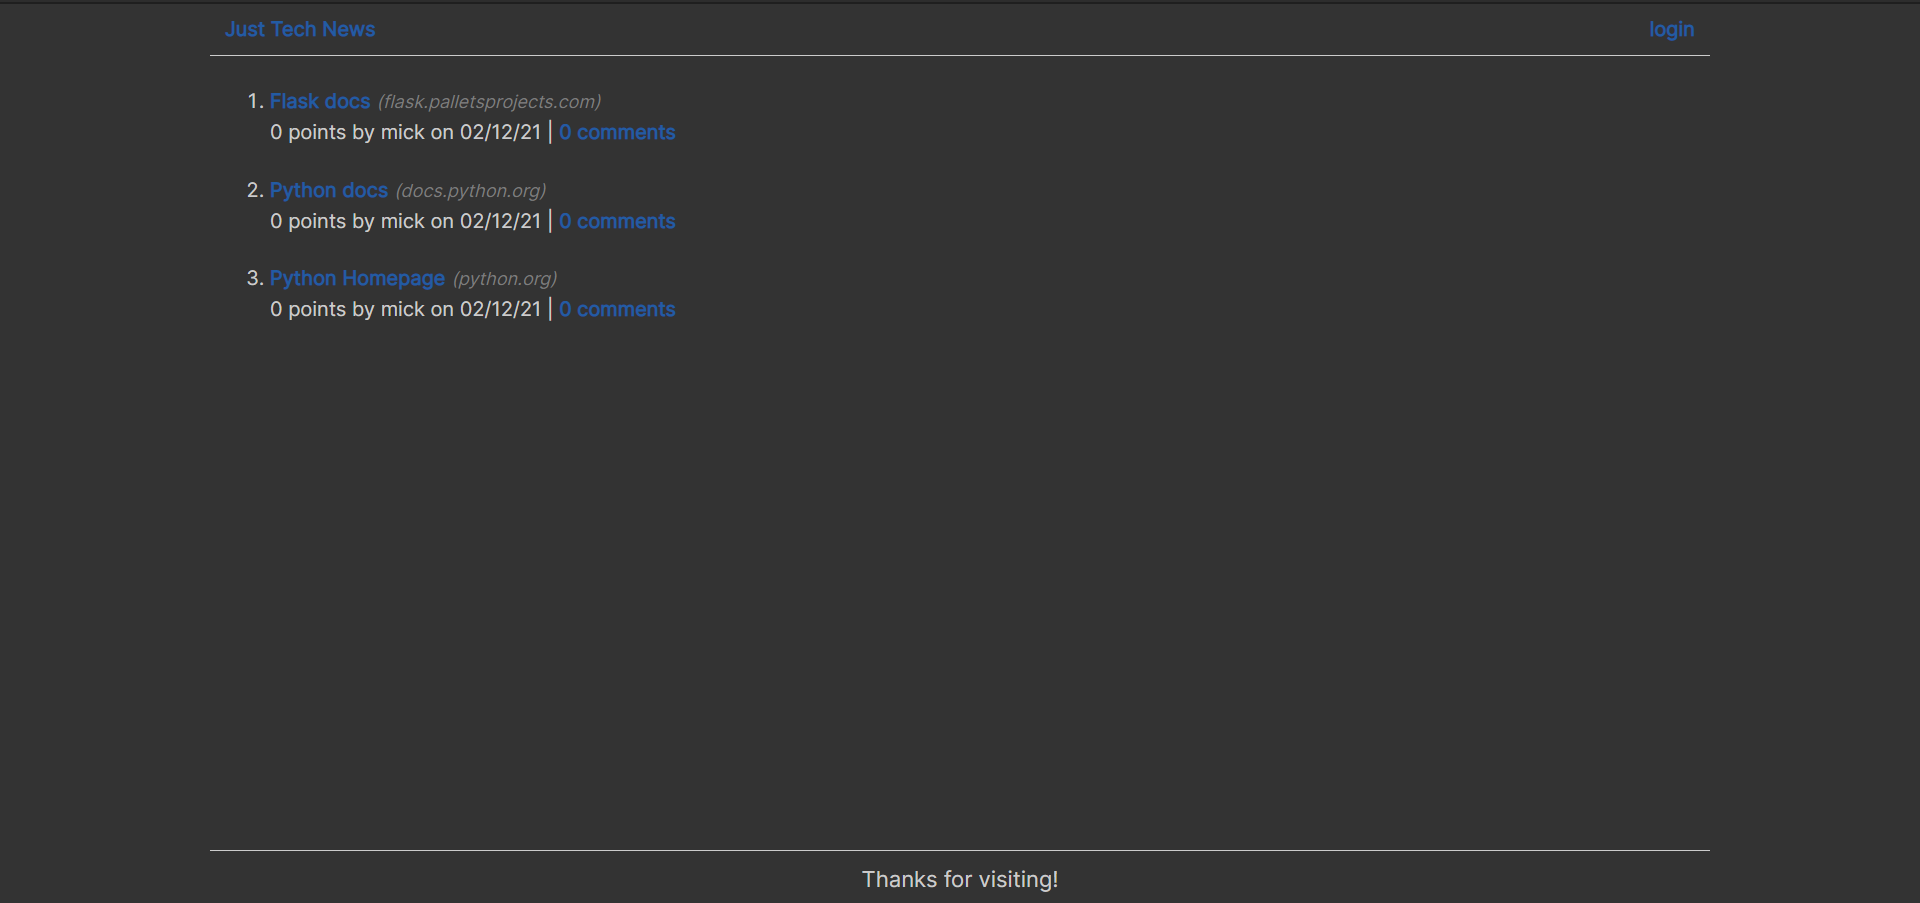 Just Tech News login
1. Flask docs (flask.palletsprojects.com)
0 points by mick on 02/12/21 | 0 comments
2. Python docs (docs.python.org)
0 points by mick on 02/12/21 | 0 comments
3. Python Homepage (python.org)
0 points by mick on 02/12/21 | 0 comments
Thanks for visiting!